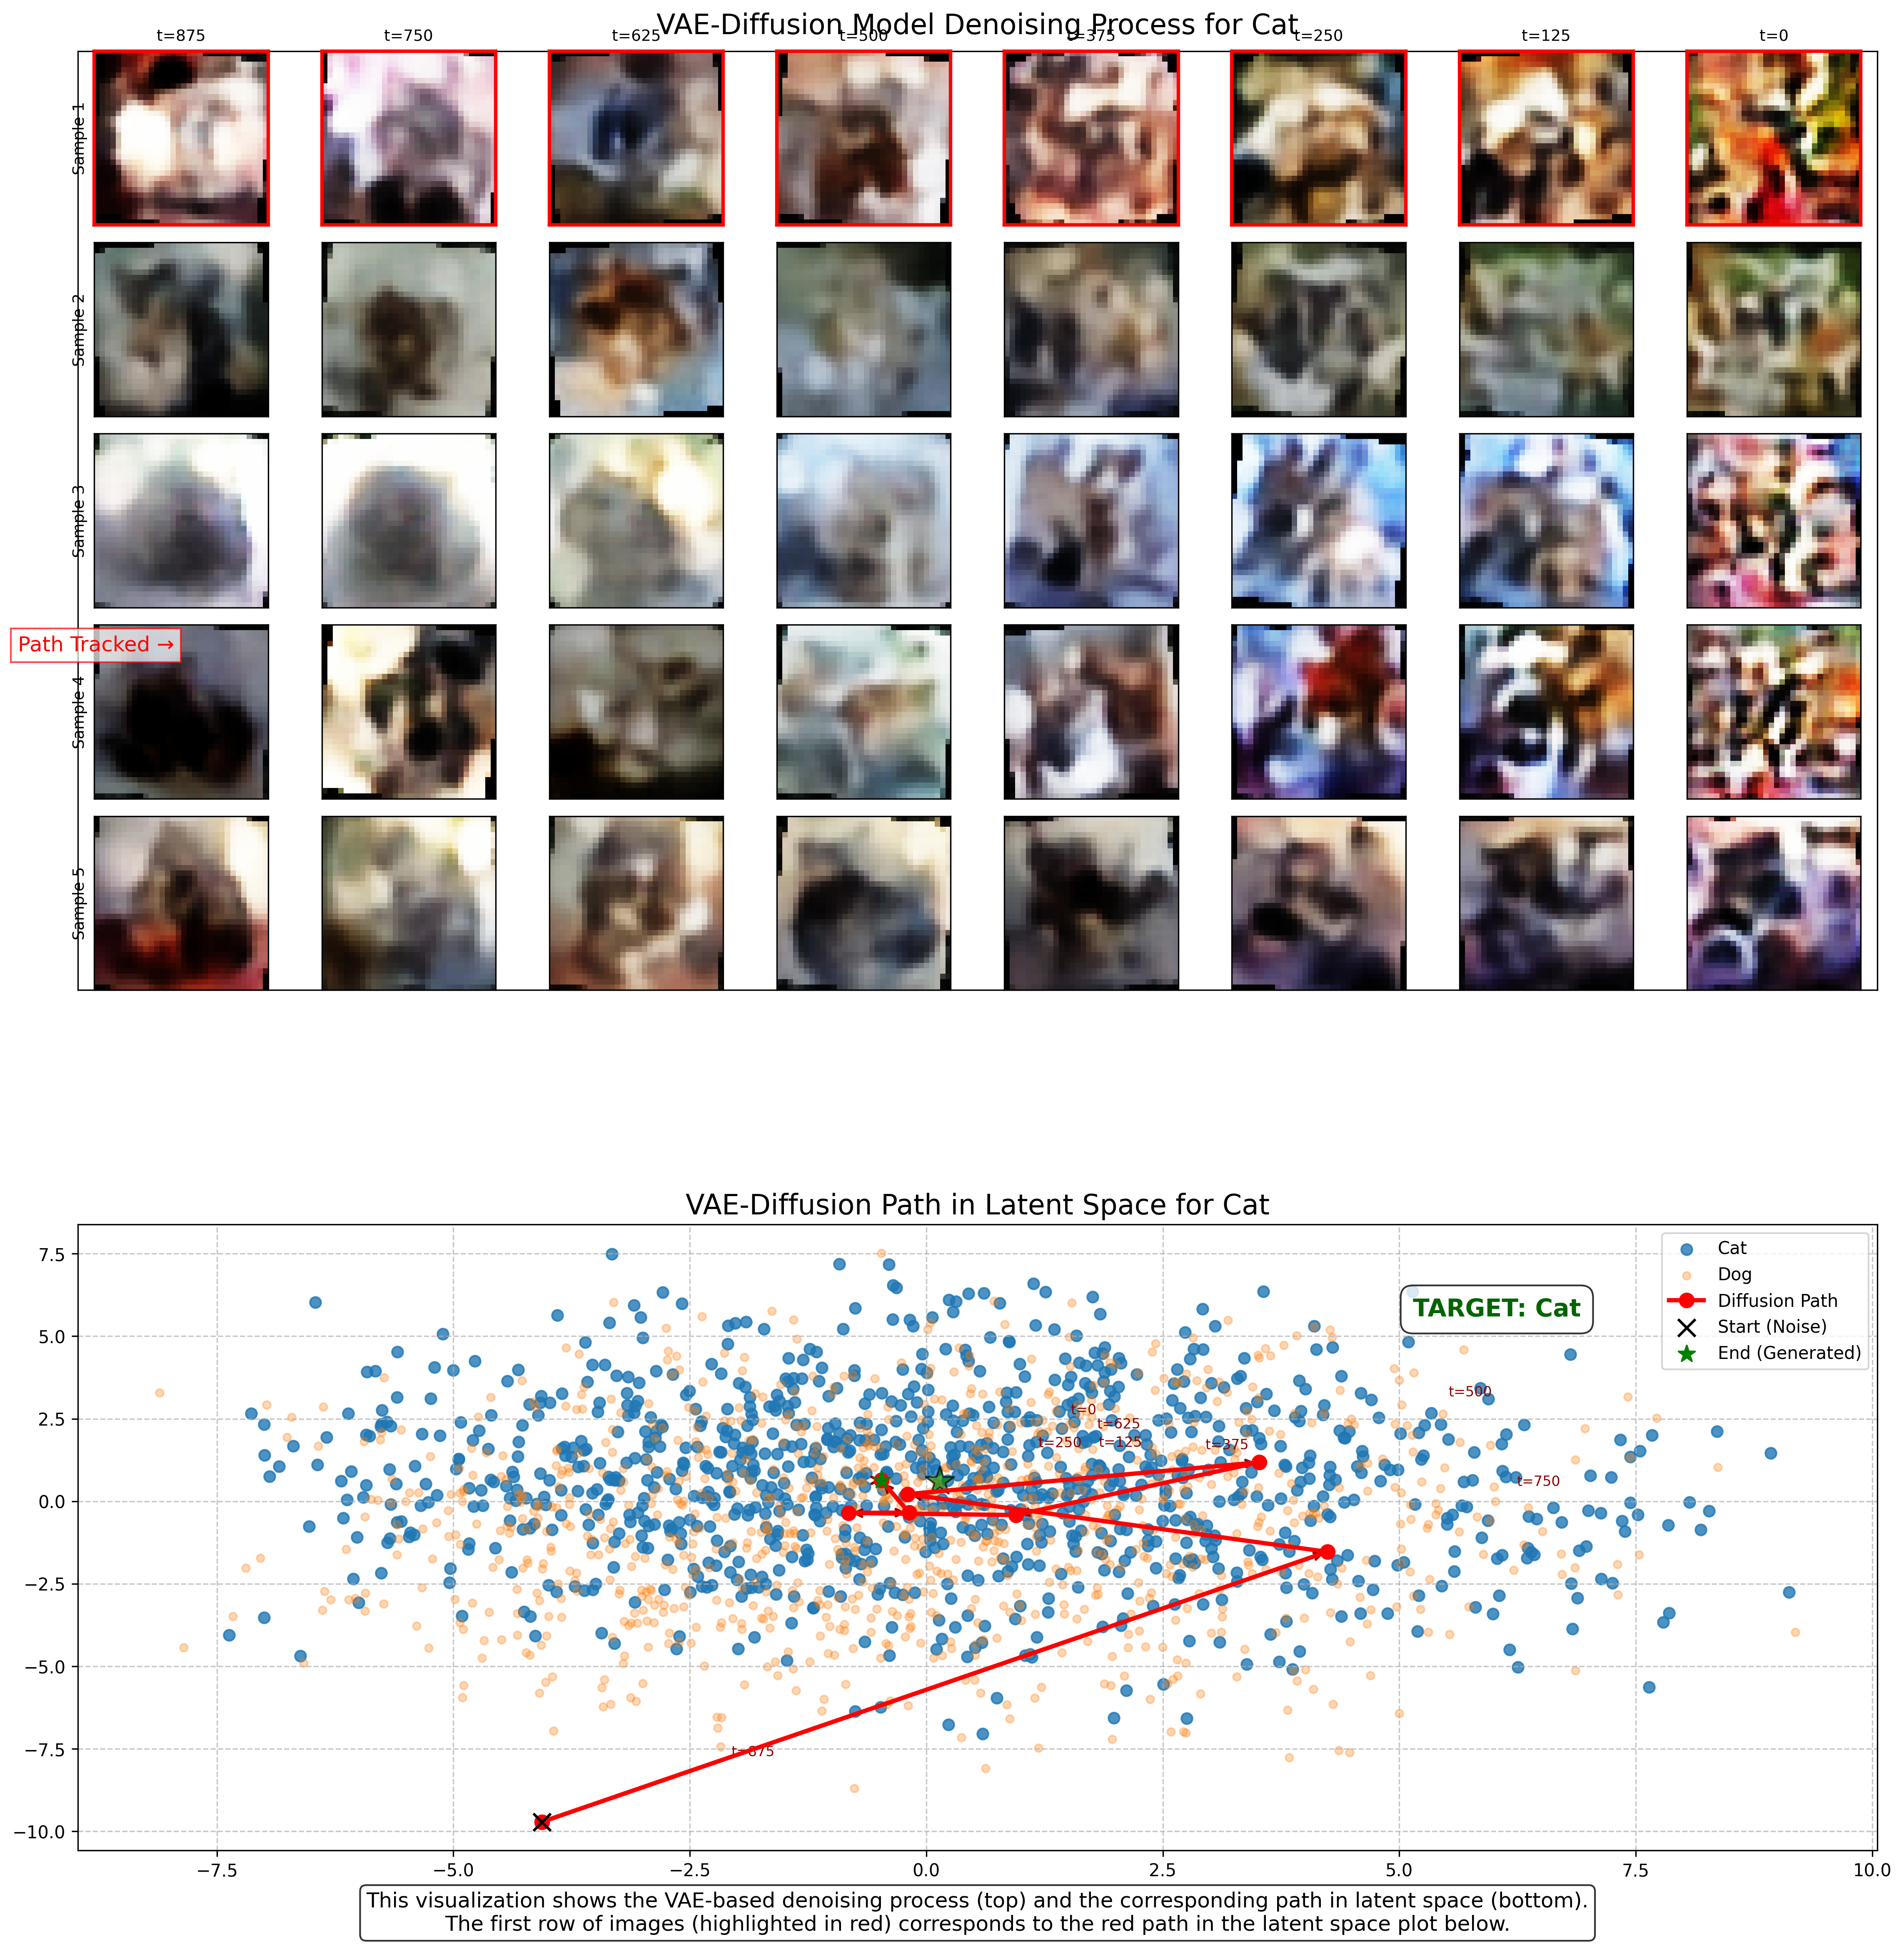 VAE-Diffusion Model Denoising Process for Cat
t=875 t=750 t=625 t=500 t=375 t=250 t=125 t=0
Sample 1
Sample 2
Sample 3
Path Tracked →
Sample 4
Sample 5
VAE-Diffusion Path in Latent Space for Cat
7.5
5.0
2.5
0.0
−2.5
−5.0
−7.5
−10.0
Cat
Dog
Diffusion Path
Start (Noise)
End (Generated)
TARGET: Cat
t=500
t=0
t=625
t=250
t=125
t=375
t=750
t=875
−7.5 −5.0 −2.5 0.0 2.5 5.0 7.5 10.0
This visualization shows the VAE-based denoising process (top) and the corresponding path in latent space (bottom).
The first row of images (highlighted in red) corresponds to the red path in the latent space plot below.